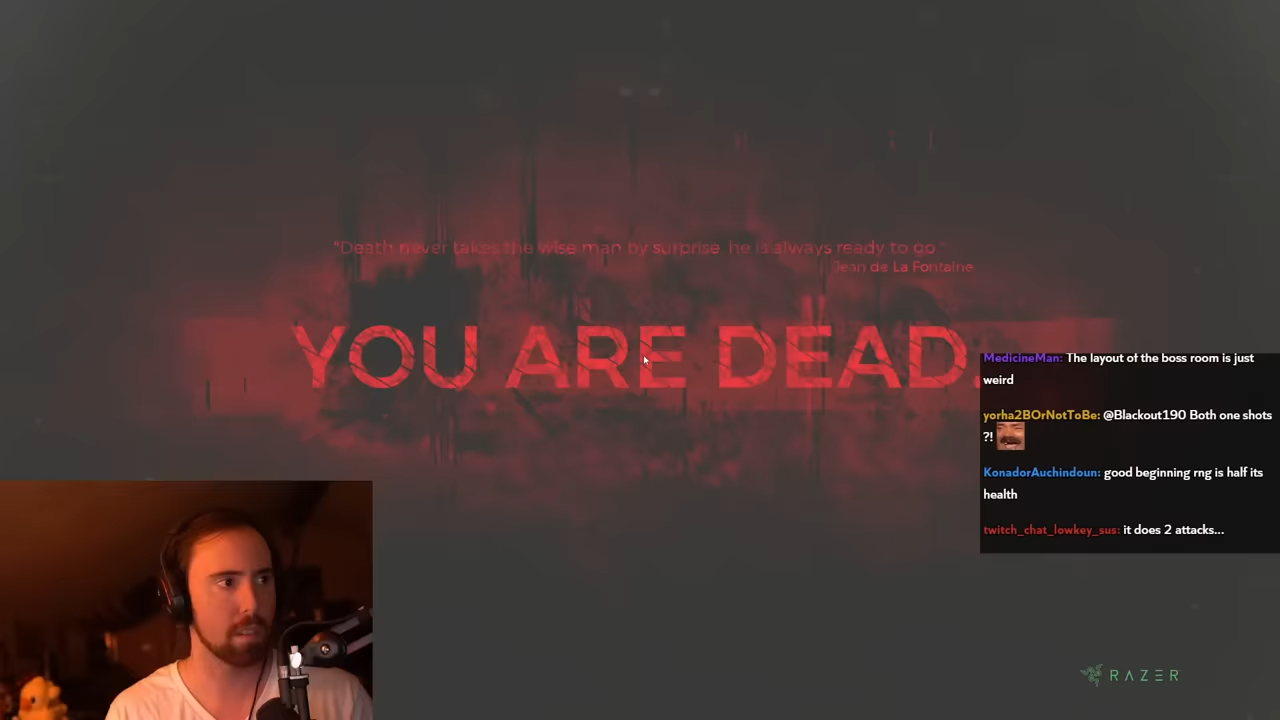 "Death never takes the wise man by surprise he is always ready to go "
Jean de La Fontaine
YOU ARE DEAD.
MedicineMan: The layout of the boss room is just
weird
yorha2BOrNotToBe: @Blackout190 Both one shots
?!
KonadorAuchindoun: good beginning rng is half its
health
twitch_chat_lowkey_sus: it does 2 attacks...
RAZER